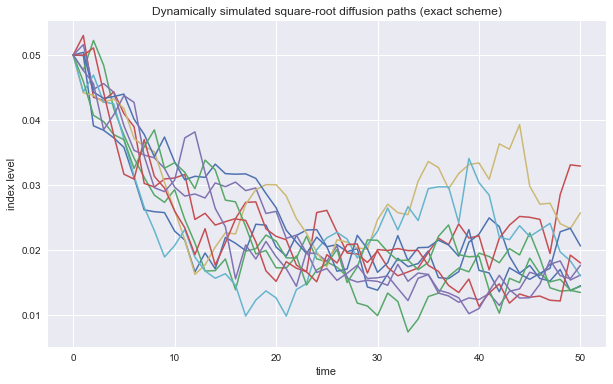 Dynamically simulated square-root diffusion paths (exact scheme)
0.05
0.04
0.03
0.02
0.01
index level
0 10 20 30 40 50
time